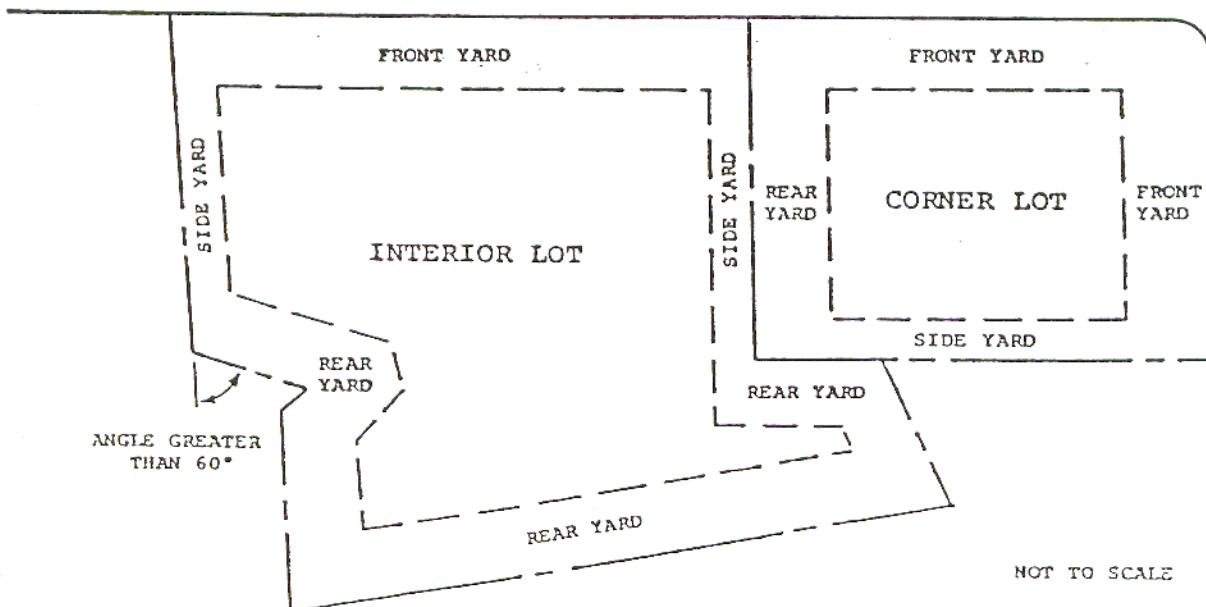 FRONT YARD
FRONT YARD
SIDE YARD
SIDE YARD
REAR
YARD
CORNER LOT
FRONT
YARD
INTERIOR LOT
SIDE YARD
REAR
YARD
REAR YARD
ANGLE GREATER
THAN 60°
REAR YARD
NOT TO SCALE